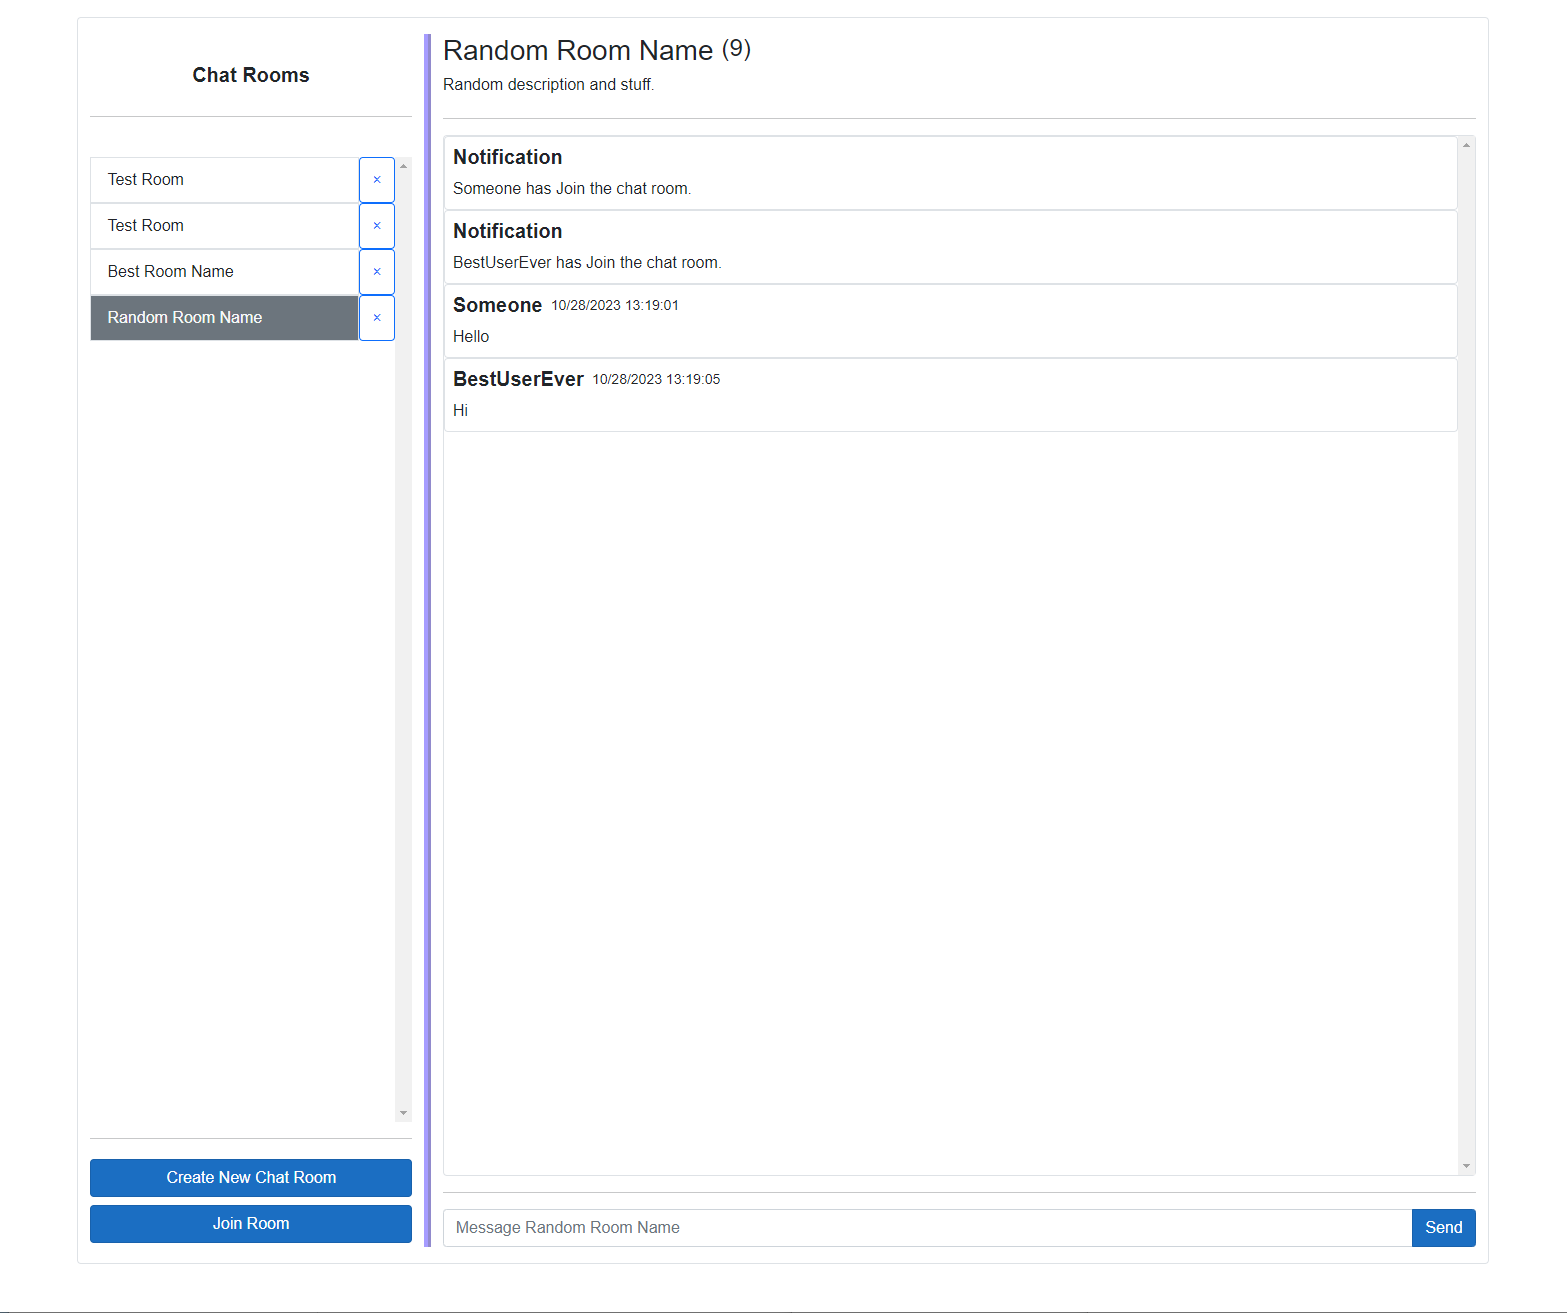 Chat Rooms
Test Room ×
Test Room ×
Best Room Name ×
Random Room Name ×
Create New Chat Room
Join Room
Random Room Name (9)
Random description and stuff.
Notification
Someone has Join the chat room.
Notification
BestUserEver has Join the chat room.
Someone 10/28/2023 13:19:01
Hello
BestUserEver 10/28/2023 13:19:05
Hi
Message Random Room Name Send